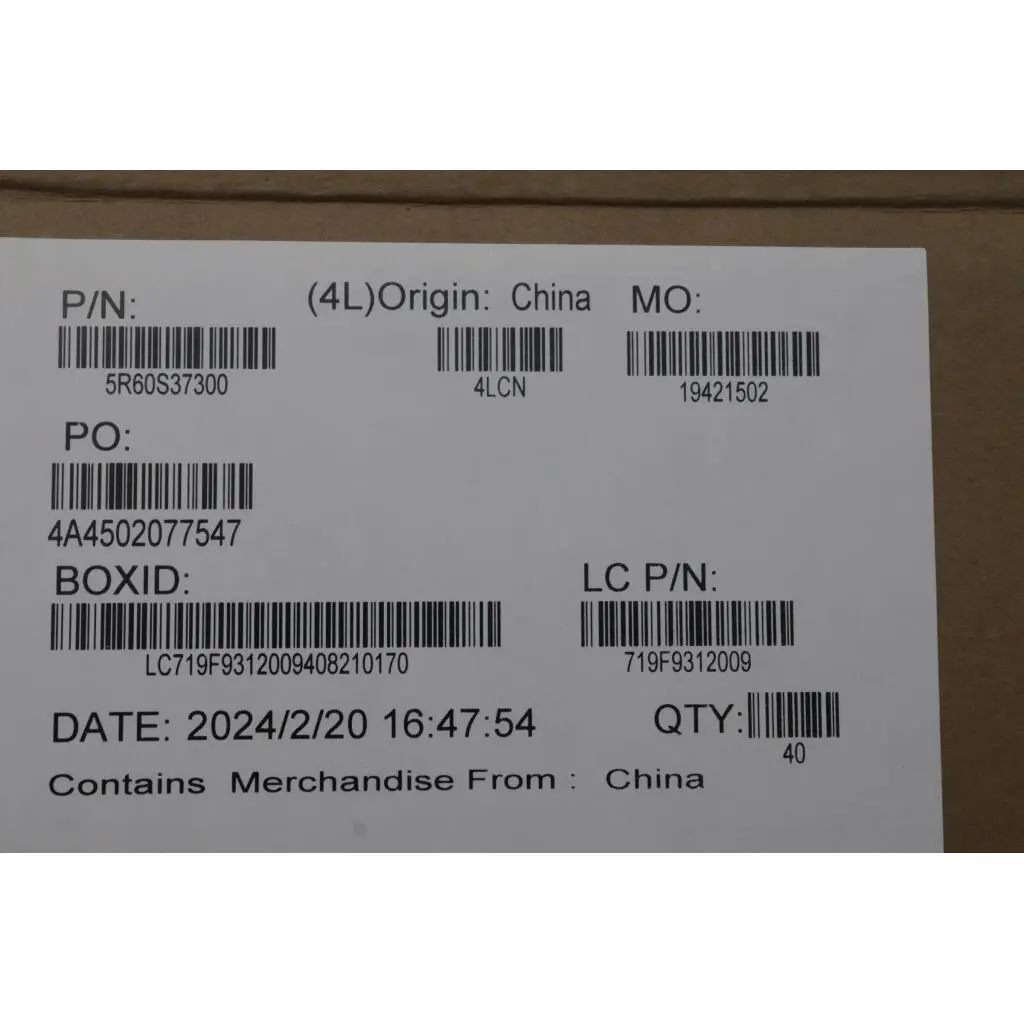 P/N: (4L)Origin: China MO:
5R60S37300 4LCN 19421502
PO:
4A4502077547
BOXID: LC P/N:
LC719F9312009408210170 719F9312009
DATE: 2024/2/20 16:47:54 QTY:
40
Contains Merchandise From : China